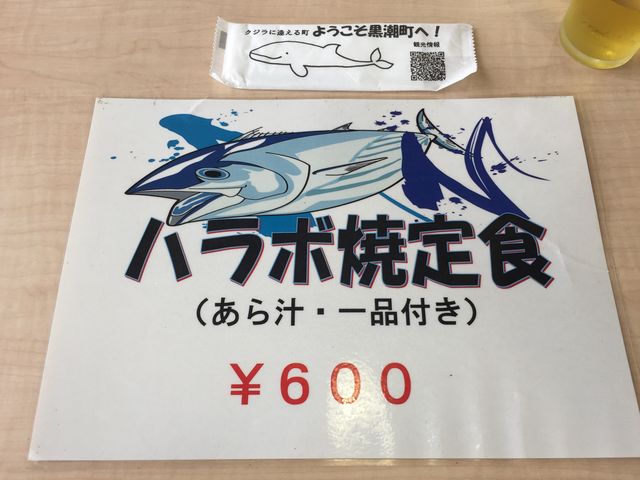 クジラに逢える町 ようこそ黒潮町へ!
観光情報
ハラボ焼定食
(あら汁・一品付き)
¥600